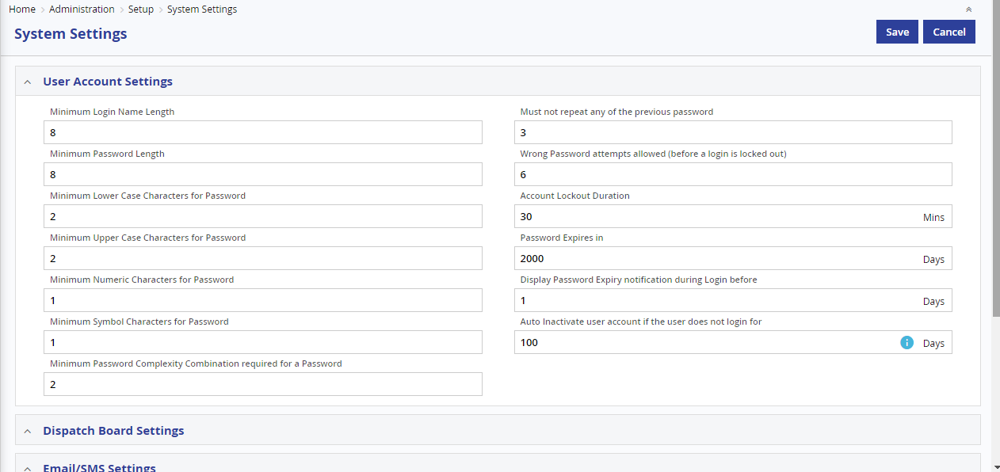 Home > Administration > Setup > System Settings
System Settings
Save
Cancel
User Account Settings
Minimum Login Name Length
8
Minimum Password Length
8
Minimum Lower Case Characters for Password
2
Minimum Upper Case Characters for Password
2
Minimum Numeric Characters for Password
1
Minimum Symbol Characters for Password
1
Minimum Password Complexity Combination required for a Password
2
Must not repeat any of the previous password
3
Wrong Password attempts allowed (before a login is locked out)
6
Account Lockout Duration
30 Mins
Password Expires in
2000 Days
Display Password Expiry notification during Login before
1 Days
Auto Inactivate user account if the user does not login for
100 i Days
Dispatch Board Settings
Email/SMS Settings